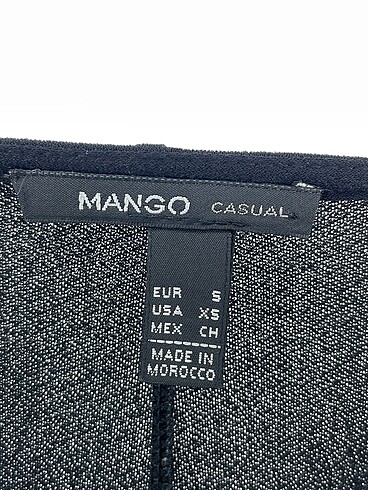 MANGO CASUAL
EUR S
USA XS
MEX CH
MADE IN
MOROCCO